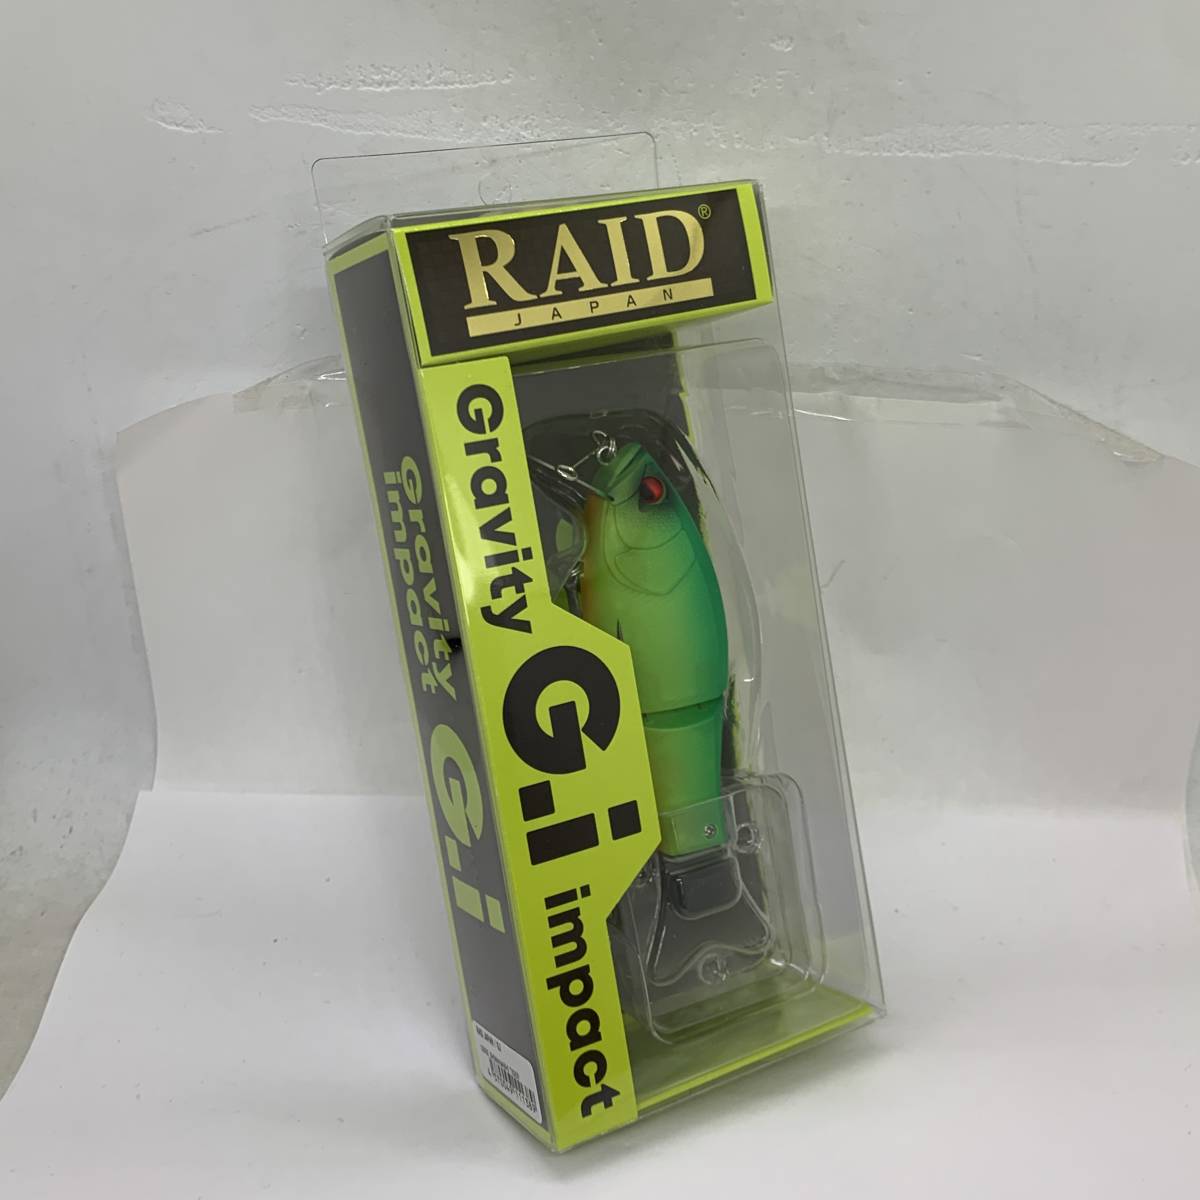 RAID®
JAPAN
Gravity
G.i
impact
Gravity
impact
G.i